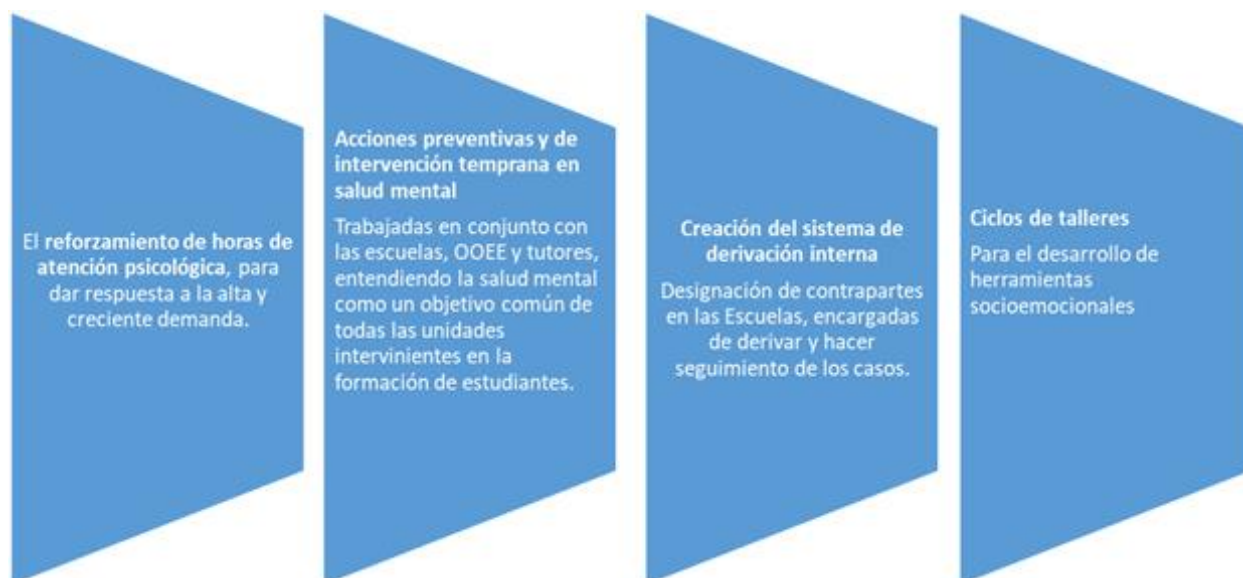 El reforzamiento de horas de
atención psicológica, para
dar respuesta a la alta y
creciente demanda.
Acciones preventivas y de
intervención temprana en
salud mental
Trabajadas en conjunto con
las escuelas, OOEE y tutores,
entendiendo la salud mental
como un objetivo común de
todas las unidades
intervinientes en la
formación de estudiantes.
Creación del sistema de
derivación interna
Designación de contrapartes
en las Escuelas, encargadas
de derivar y hacer
seguimiento de los casos.
Ciclos de talleres
Para el desarrollo de
herramientas
socioemocionales